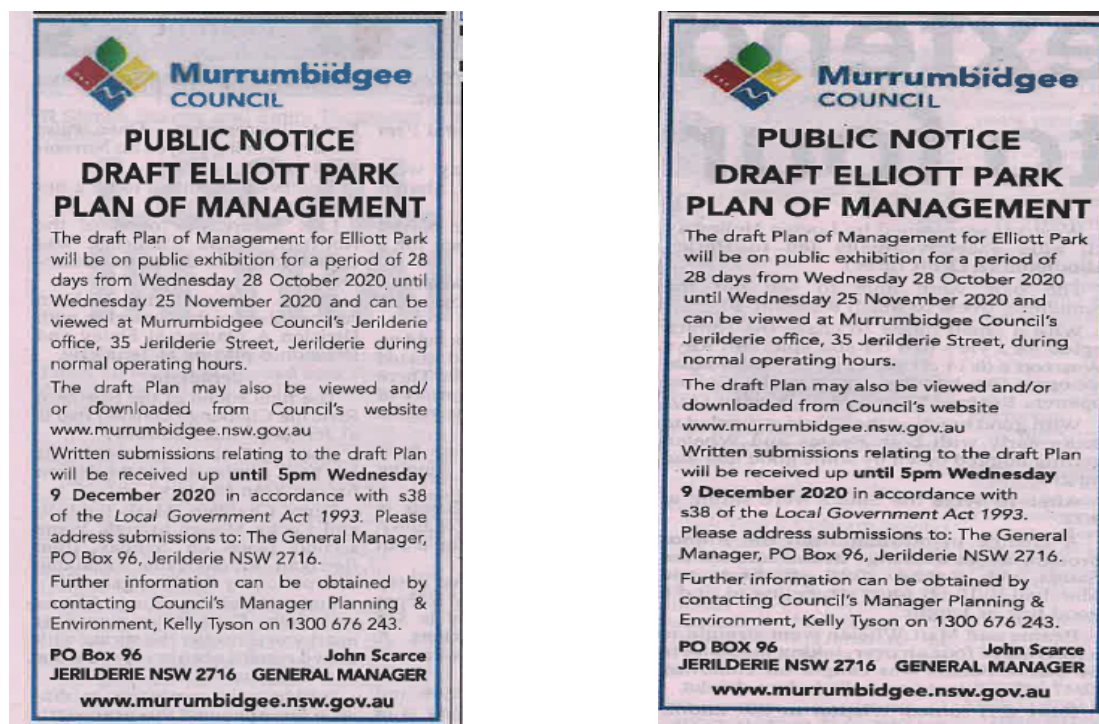 Murrumbidgee
COUNCIL
PUBLIC NOTICE
DRAFT ELLIOTT PARK
PLAN OF MANAGEMENT
The draft Plan of Management for Elliott Park
will be on public exhibition for a period of 28
days from Wednesday 28 October 2020 until
Wednesday 25 November 2020 and can be
viewed at Murrumbidgee Council's Jerilderie
office, 35 Jerilderie Street, Jerilderie during
normal operating hours.
The draft Plan may also be viewed and/
or downloaded from Council's website
www.murrumbidgee.nsw.gov.au
Written submissions relating to the draft Plan
will be received up until 5pm Wednesday
9 December 2020 in accordance with s38
of the Local Government Act 1993. Please
address submissions to: The General Manager,
PO Box 96, Jerilderie NSW 2716.
Further information can be obtained by
contacting Council's Manager Planning &
Environment, Kelly Tyson on 1300 676 243.
PO Box 96 John Scarce
JERILDERIE NSW 2716 GENERAL MANAGER
www.murrumbidgee.nsw.gov.au
Murrumbidgee
COUNCIL
PUBLIC NOTICE
DRAFT ELLIOTT PARK
PLAN OF MANAGEMENT
The draft Plan of Management for Elliott Park
will be on public exhibition for a period of
28 days from Wednesday 28 October 2020
until Wednesday 25 November 2020 and
can be viewed at Murrumbidgee Council's
Jerilderie office, 35 Jerilderie Street, during
normal operating hours.
The draft Plan may also be viewed and/or
downloaded from Council's website
www.murrumbidgee.nsw.gov.au
Written submissions relating to the draft Plan
will be received up until 5pm Wednesday
9 December 2020 in accordance with
s38 of the Local Government Act 1993.
Please address submissions to: The General
Manager, PO Box 96, Jerilderie NSW 2716.
Further information can be obtained by
contacting Council's Manager Planning &
Environment, Kelly Tyson on 1300 676 243.
PO BOX 96 John Scarce
JERILDERIE NSW 2716 GENERAL MANAGER
www.murrumbidgee.nsw.gov.au